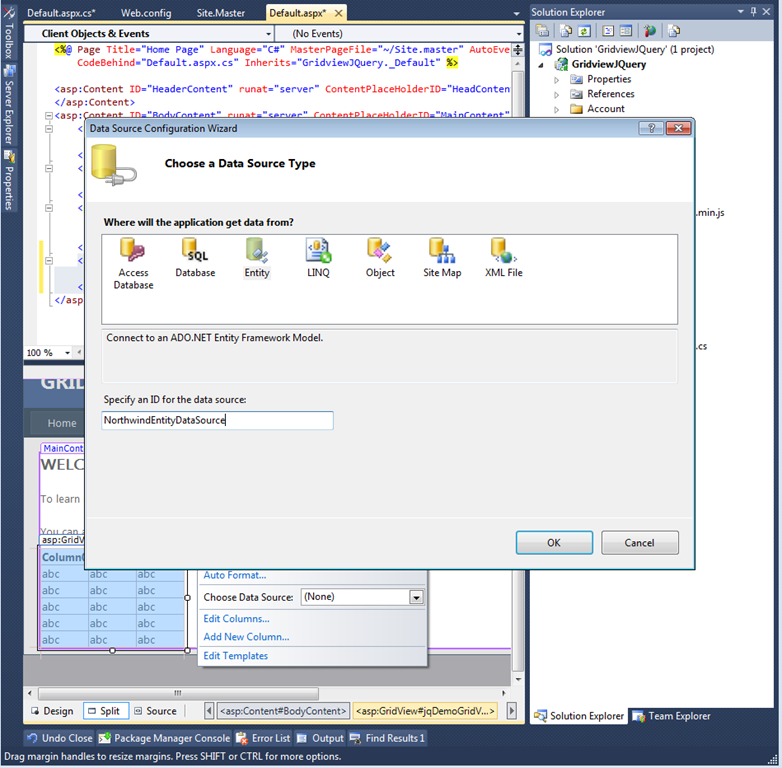 Default.aspx.cs*
Web.config
Site.Master
Default.aspx*
Solution Explorer
Client Objects & Events
(No Events)
<%@ Page Title="Home Page" Language="C#" MasterPageFile="~/Site.master" AutoEve
CodeBehind="Default.aspx.cs" Inherits="GridviewJQuery._Default" %>
<asp:Content ID="HeaderContent" runat="server" ContentPlaceHolderID="HeadConten
</asp:Content>
<asp:Content ID="BodyContent" runat="server" ContentPlaceHolderID="MainContent"
Toolbox
Server Explorer
Properties
Solution 'GridviewJQuery' (1 project)
GridviewJQuery
Properties
References
Account
.min.js
.cs
Data Source Configuration Wizard
Choose a Data Source Type
Where will the application get data from?
Access Database
SQL
Database
Entity
LINQ
Object
Site Map
XML File
Connect to an ADO.NET Entity Framework Model.
Specify an ID for the data source:
NorthwindEntityDataSource
OK
Cancel
</as
100 %
GRID
Home
MainCont
WELC
To learn
You can a
asp:GridV
Column
abc abc abc
abc abc abc
abc abc abc
abc abc abc
abc abc abc
Auto Format...
Choose Data Source:
(None)
Edit Columns...
Add New Column...
Edit Templates
Design
Split
Source
<asp:Content#BodyContent>
<asp:GridView#jqDemoGridV...>
Solution Explorer
Team Explorer
Undo Close
Package Manager Console
Error List
Output
Find Results 1
Drag margin handles to resize margins. Press SHIFT or CTRL for more options.